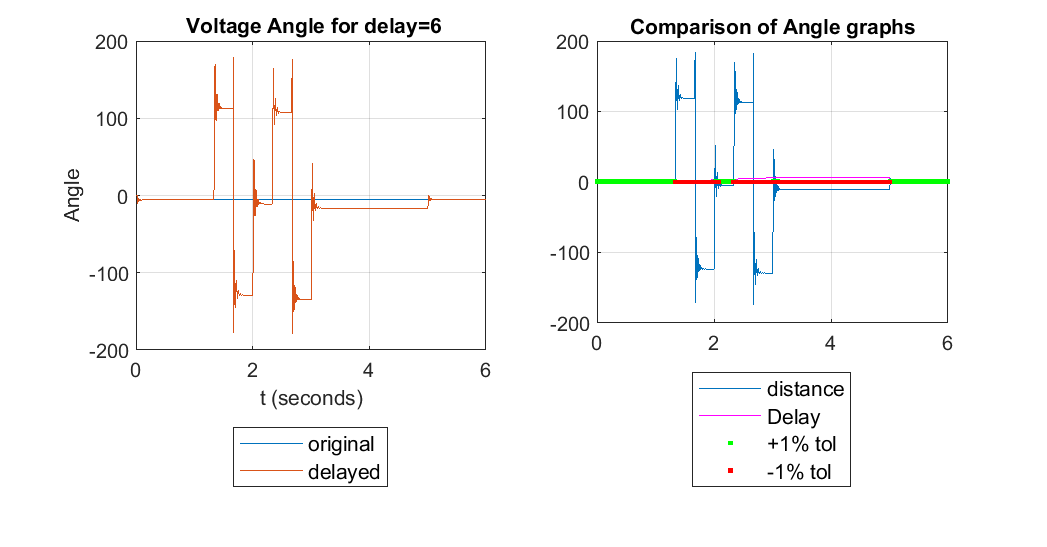 Voltage Angle for delay=6
200
100
0
-100
-200
Angle
0
2
4
6
t (seconds)
original
delayed
Comparison of Angle graphs
200
100
0
-100
-200
0
2
4
6
distance
Delay
+1% tol
-1% tol